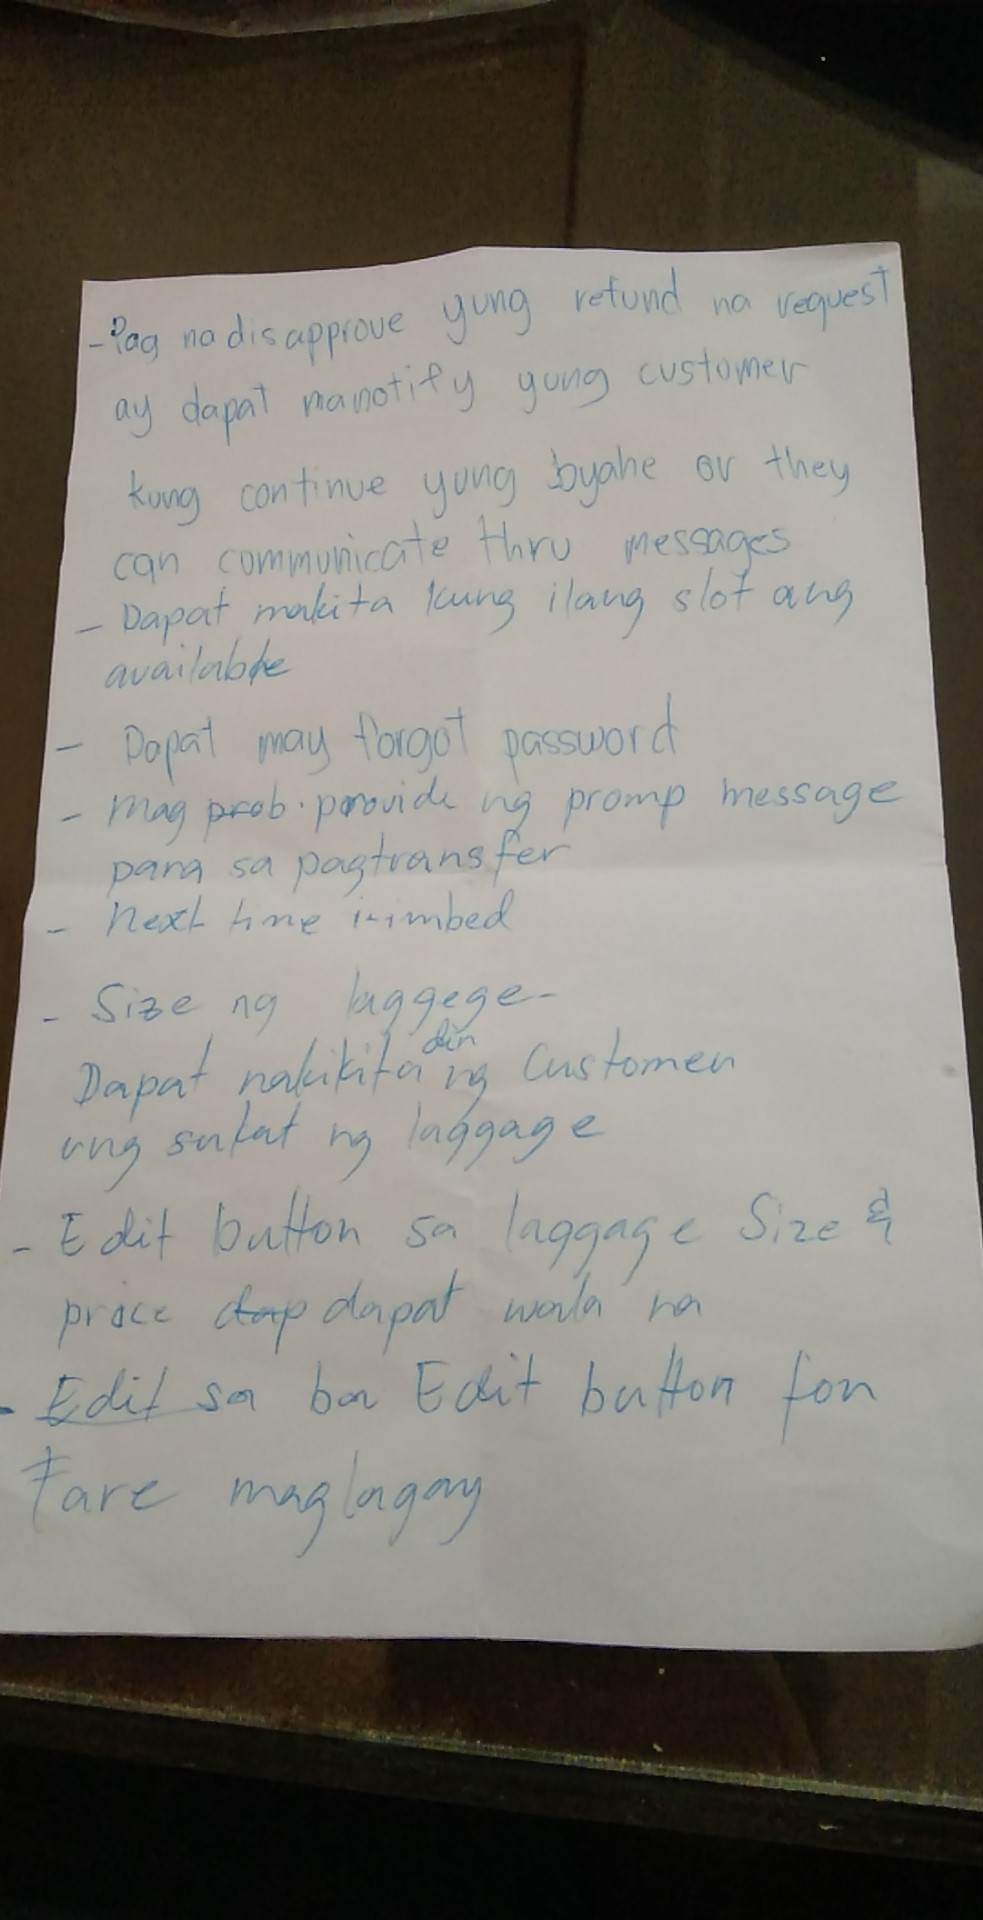 - Pag na disapprove yung refund na request
ay dapat manotify yung customer
kung continue yung byahe or they
can communicate thru messages
- Dapat makita kung ilang slot ang
available
- Dapat may forgot password
- Mag prob. provide ng promp message
para sa pagtransfer
- Next time i-imbed
- Size ng laggege-
Dapat nakikita din ng Customer
ung sukat ng laggage
- Edit button sa laggage Size &
price dap dapat wala na
- Edit sa ba Edit button for
Fare maglagay